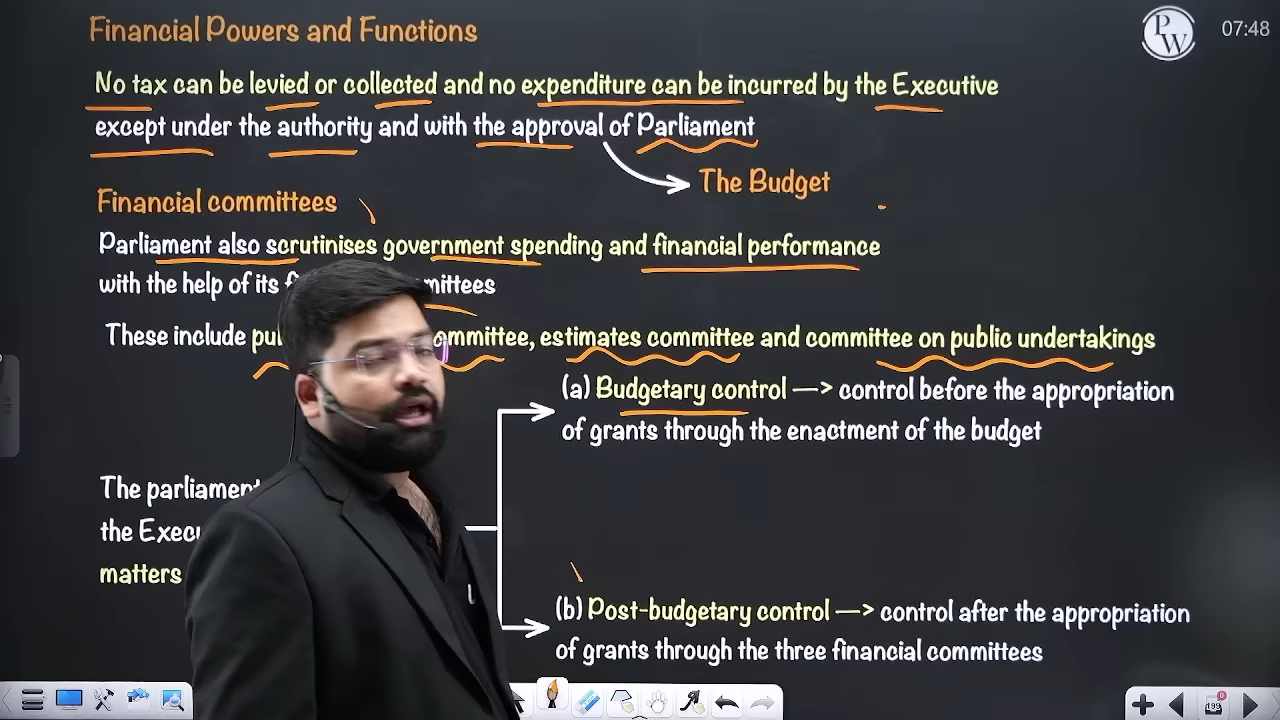 Financial Powers and Functions
PW
07:48
No tax can be levied or collected and no expenditure can be incurred by the Executive
except under the authority and with the approval of Parliament
The Budget
Financial committees
Parliament also scrutinises government spending and financial performance
with the help of its
These include committee, estimates committee and committee on public undertakings
(a) Budgetary control —> control before the appropriation
of grants through the enactment of the budget
The parliament
the
matters
(b) Post-budgetary control —> control after the appropriation
of grants through the three financial committees